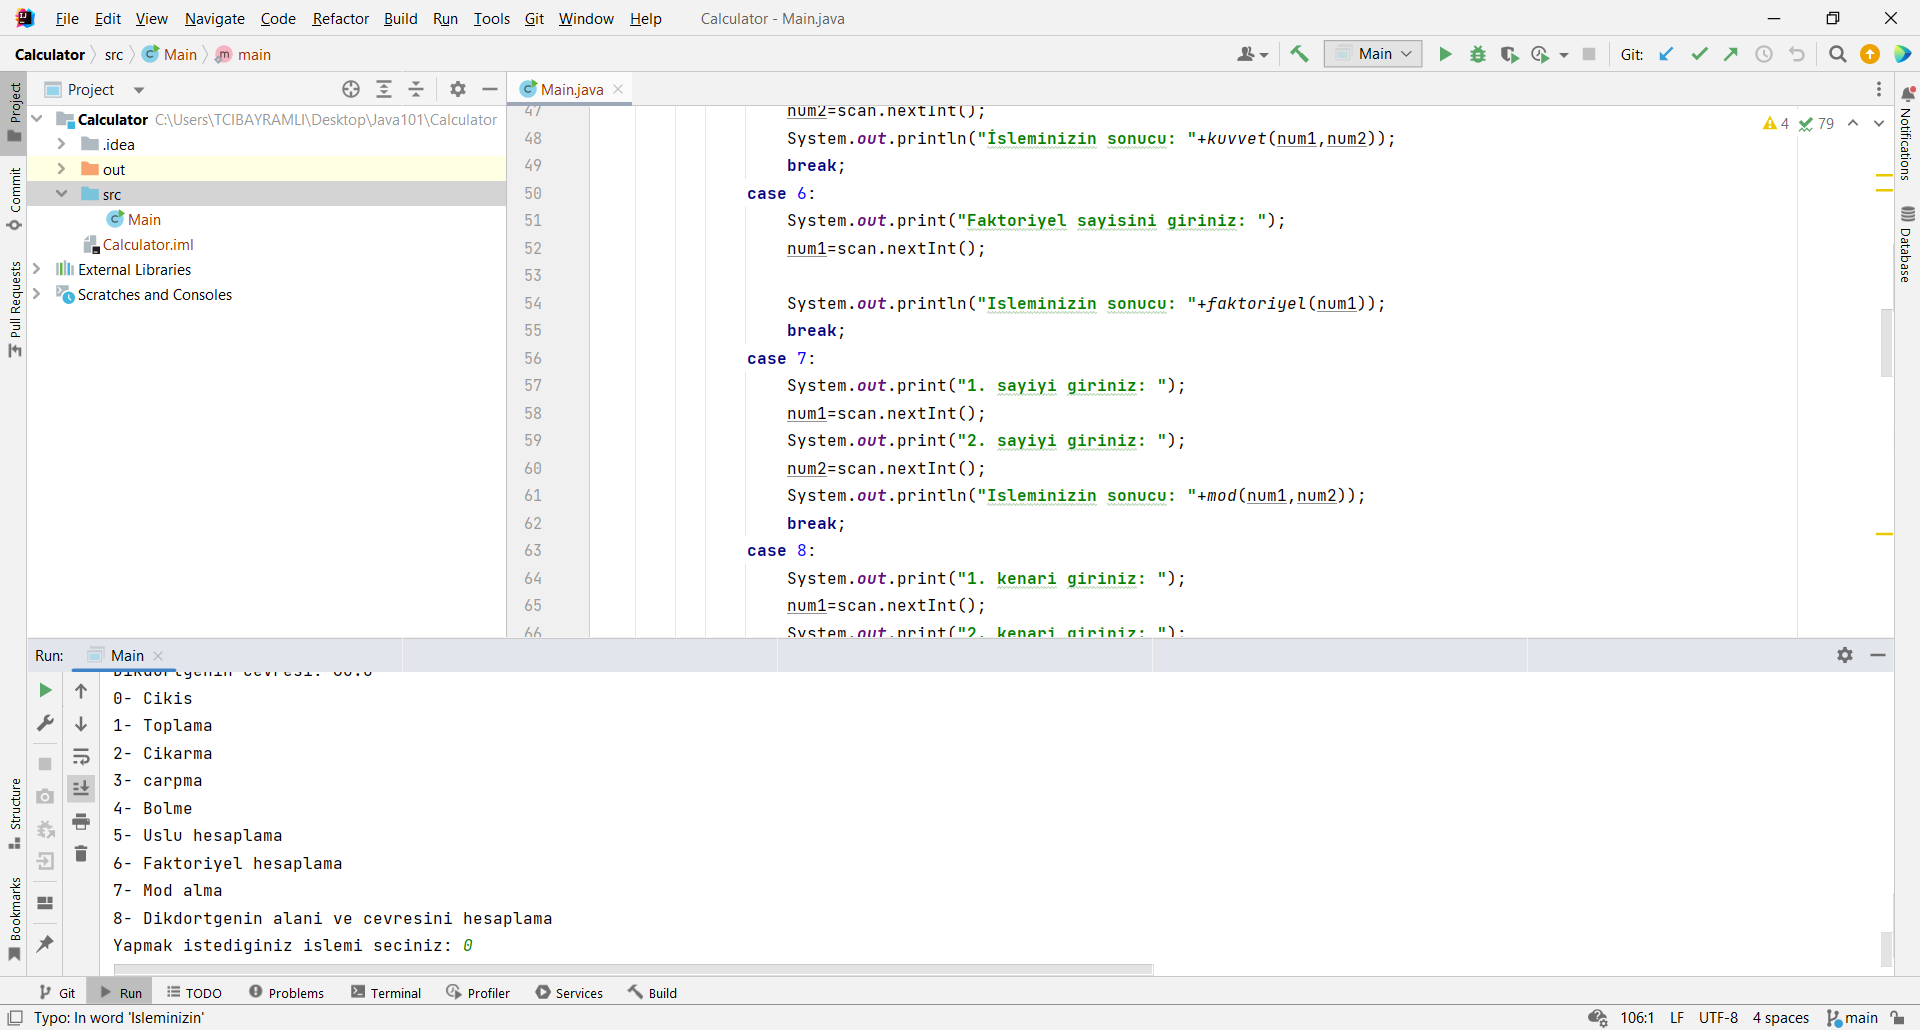 File Edit View Navigate Code Refactor Build Run Tools Git Window Help Calculator - Main.java
Calculator src Main main Main Git:
Project
Main.java
Calculator C:\Users\TCIBAYRAMLI\Desktop\Java101\Calculator
.idea
out
src
Main
Calculator.iml
External Libraries
Scratches and Consoles
4 79
47 num2=scan.nextInt();
48 System.out.println("İsleminizin sonucu: "+kuvvet(num1,num2));
49 break;
50 case 6:
51 System.out.print("Faktoriyel sayisini giriniz: ");
52 num1=scan.nextInt();
53
54 System.out.println("Isleminizin sonucu: "+faktoriyel(num1));
55 break;
56 case 7:
57 System.out.print("1. sayiyi giriniz: ");
58 num1=scan.nextInt();
59 System.out.print("2. sayiyi giriniz: ");
60 num2=scan.nextInt();
61 System.out.println("Isleminizin sonucu: "+mod(num1,num2));
62 break;
63 case 8:
64 System.out.print("1. kenari giriniz: ");
65 num1=scan.nextInt();
66 System.out.print("2. kenari giriniz: ");
Project
Commit
Pull Requests
Structure
Bookmarks
Notifications
Database
Run: Main
Dikdortgenin cevresi:
0- Cikis
1- Toplama
2- Cikarma
3- carpma
4- Bolme
5- Uslu hesaplama
6- Faktoriyel hesaplama
7- Mod alma
8- Dikdortgenin alani ve cevresini hesaplama
Yapmak istediginiz islemi seciniz: 0
Git Run TODO Problems Terminal Profiler Services Build
Typo: In word 'Isleminizin' 106:1 LF UTF-8 4 spaces main